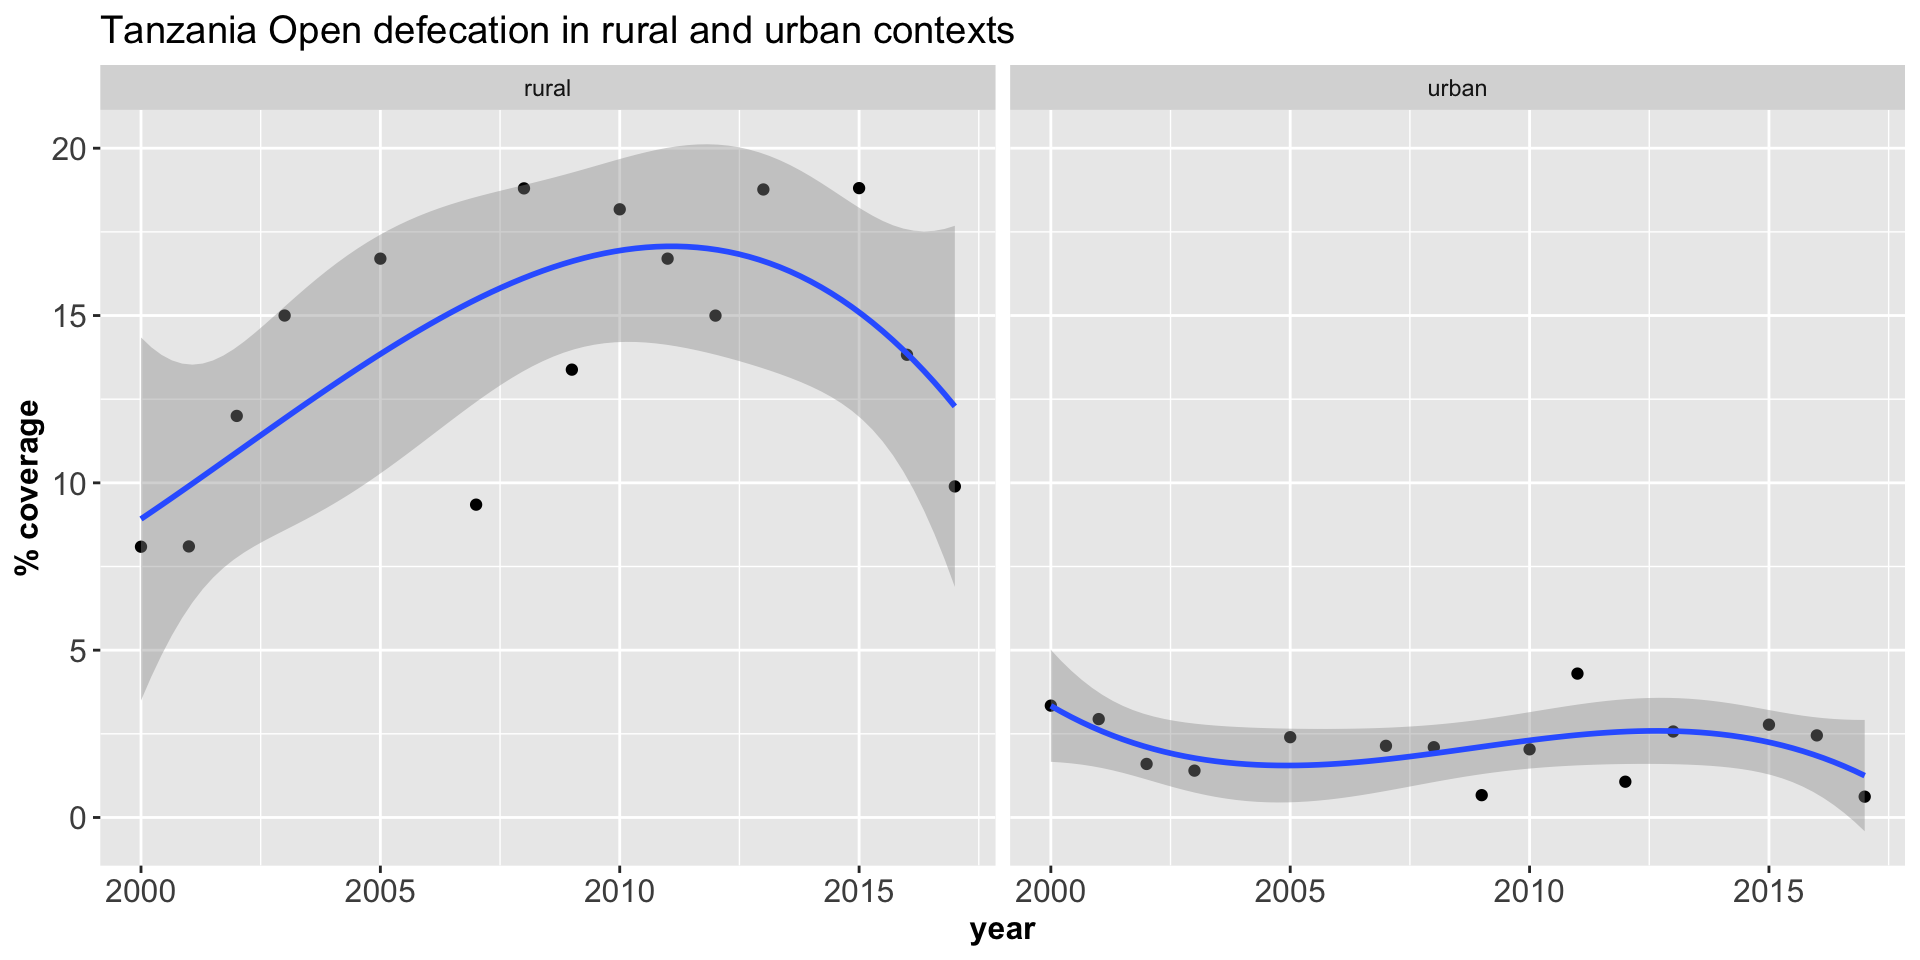 Tanzania Open defecation in rural and urban contexts
rural
urban
% coverage
20
15
10
5
0
2000 2005 2010 2015
2000 2005 2010 2015
year